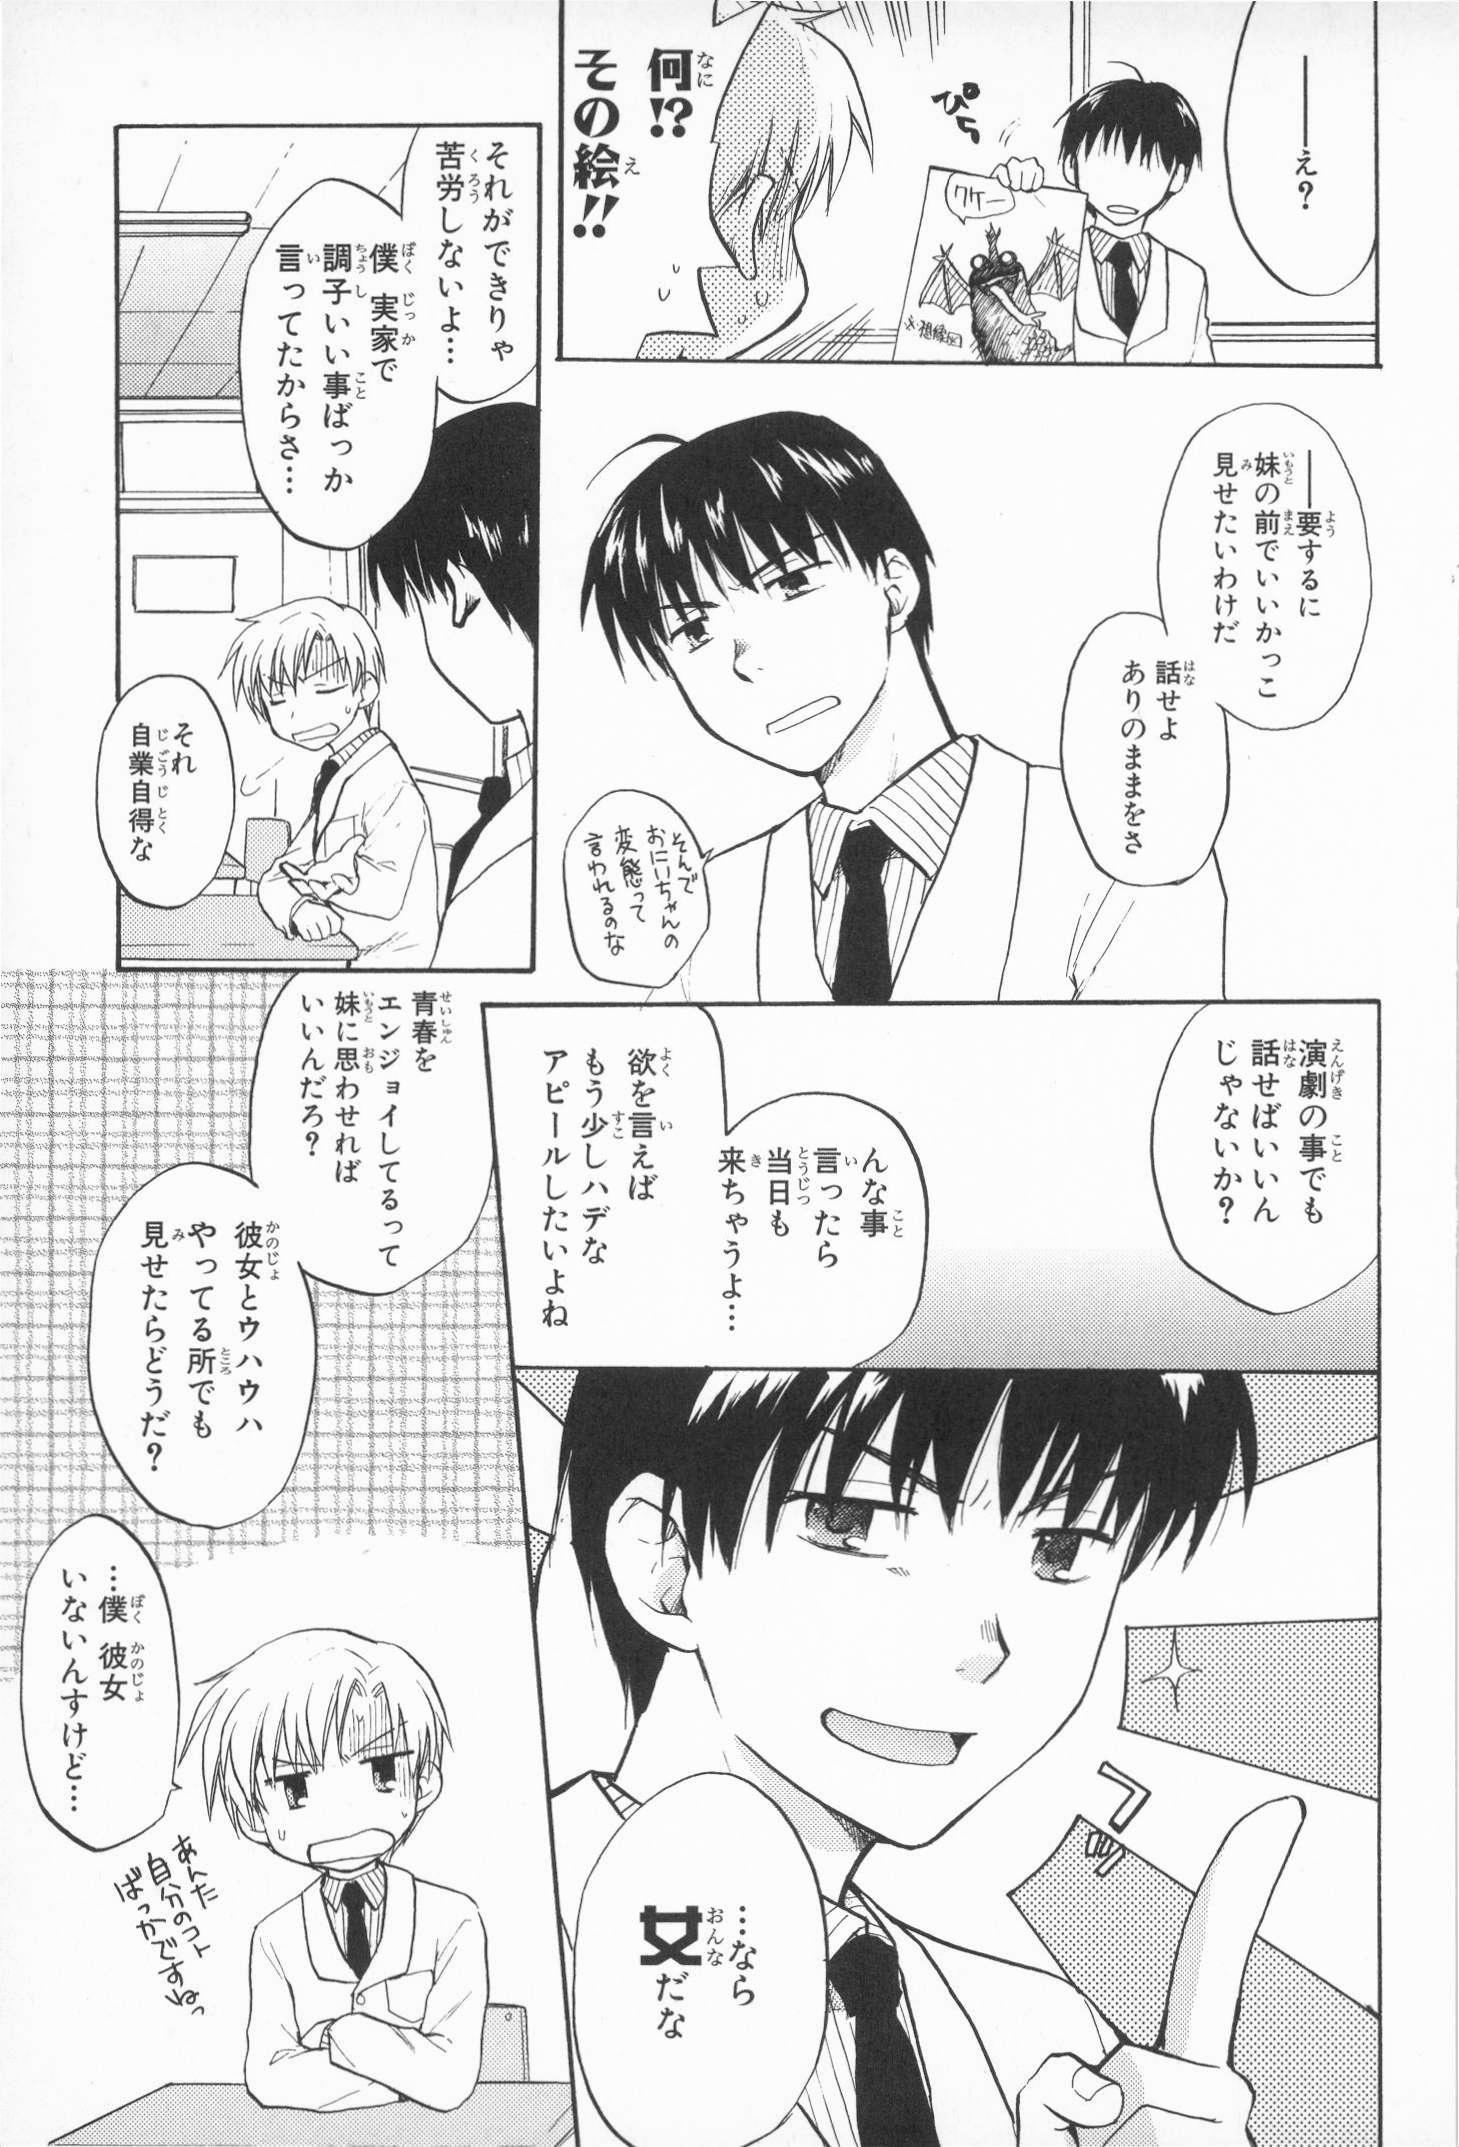 ――え？
ぴら
クケー
※想像図
何!?
その絵!!
――要するに
妹の前でいいかっこ
見せたいわけだ
話せよ
ありのままをさ
そんで
おにいちゃんの
変態って
言われるのな
それができりゃ
苦労しないよ…
僕 実家で
調子いい事ばっか
言ってたからさ…
それ
自業自得な
演劇の事でも
話せばいいん
じゃないか？
んな事
言ったら
当日も
来ちゃうよ…
欲を言えば
もう少しハデな
アピールしたいよね
…なら
女だな
フッ
青春を
エンジョイしてるって
妹に思わせれば
いいんだろ？
彼女とウハウハ
やってる所でも
見せたらどうだ？
…僕 彼女
いないんすけど…
あんた
自分のコト
ばっかですねっ